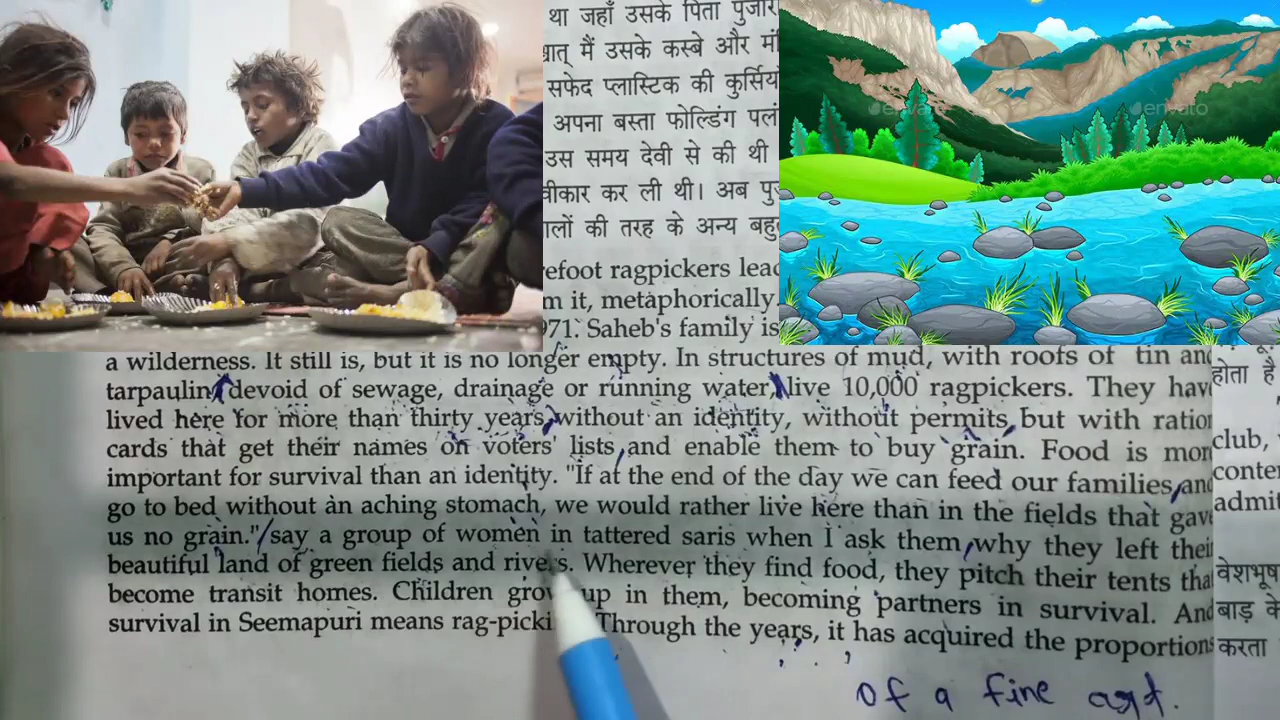 था जहाँ उसके पिता पुजारी
में उसके कस्बे और
सफेद प्लास्टिक की
अपना बस्ता फोल्डिंग
उस समय देवी से की थी
कर ली थी। अब
की तरह के अन्य
envato
ragpickers
it, metaphorically
Saheb's family is
a wilderness. It still is, but it is no longer empty. In structures of mud, with roofs of tin and
tarpaulin, devoid of sewage, drainage or running water, live 10,000 ragpickers. They have
lived here for more than thirty years, without an identity, without permits, but with ration
cards that get their names on voters' lists, and enable them to buy grain. Food is more
important for survival than an identity. "If at the end of the day we can feed our families, and
go to bed without an aching stomach, we would rather live here than in the fields that gave
us no grain." say a group of women in tattered saris when I ask them, why they left their
beautiful land of green fields and rivers. Wherever they find food, they pitch their tents that
become transit homes. Children grow up in them, becoming partners in survival. And
survival in Seemapuri means rag-picki Through the years, it has acquired the proportions
of a fine art.
होता है
club,
वेशभूषा
बाड़ के
करता